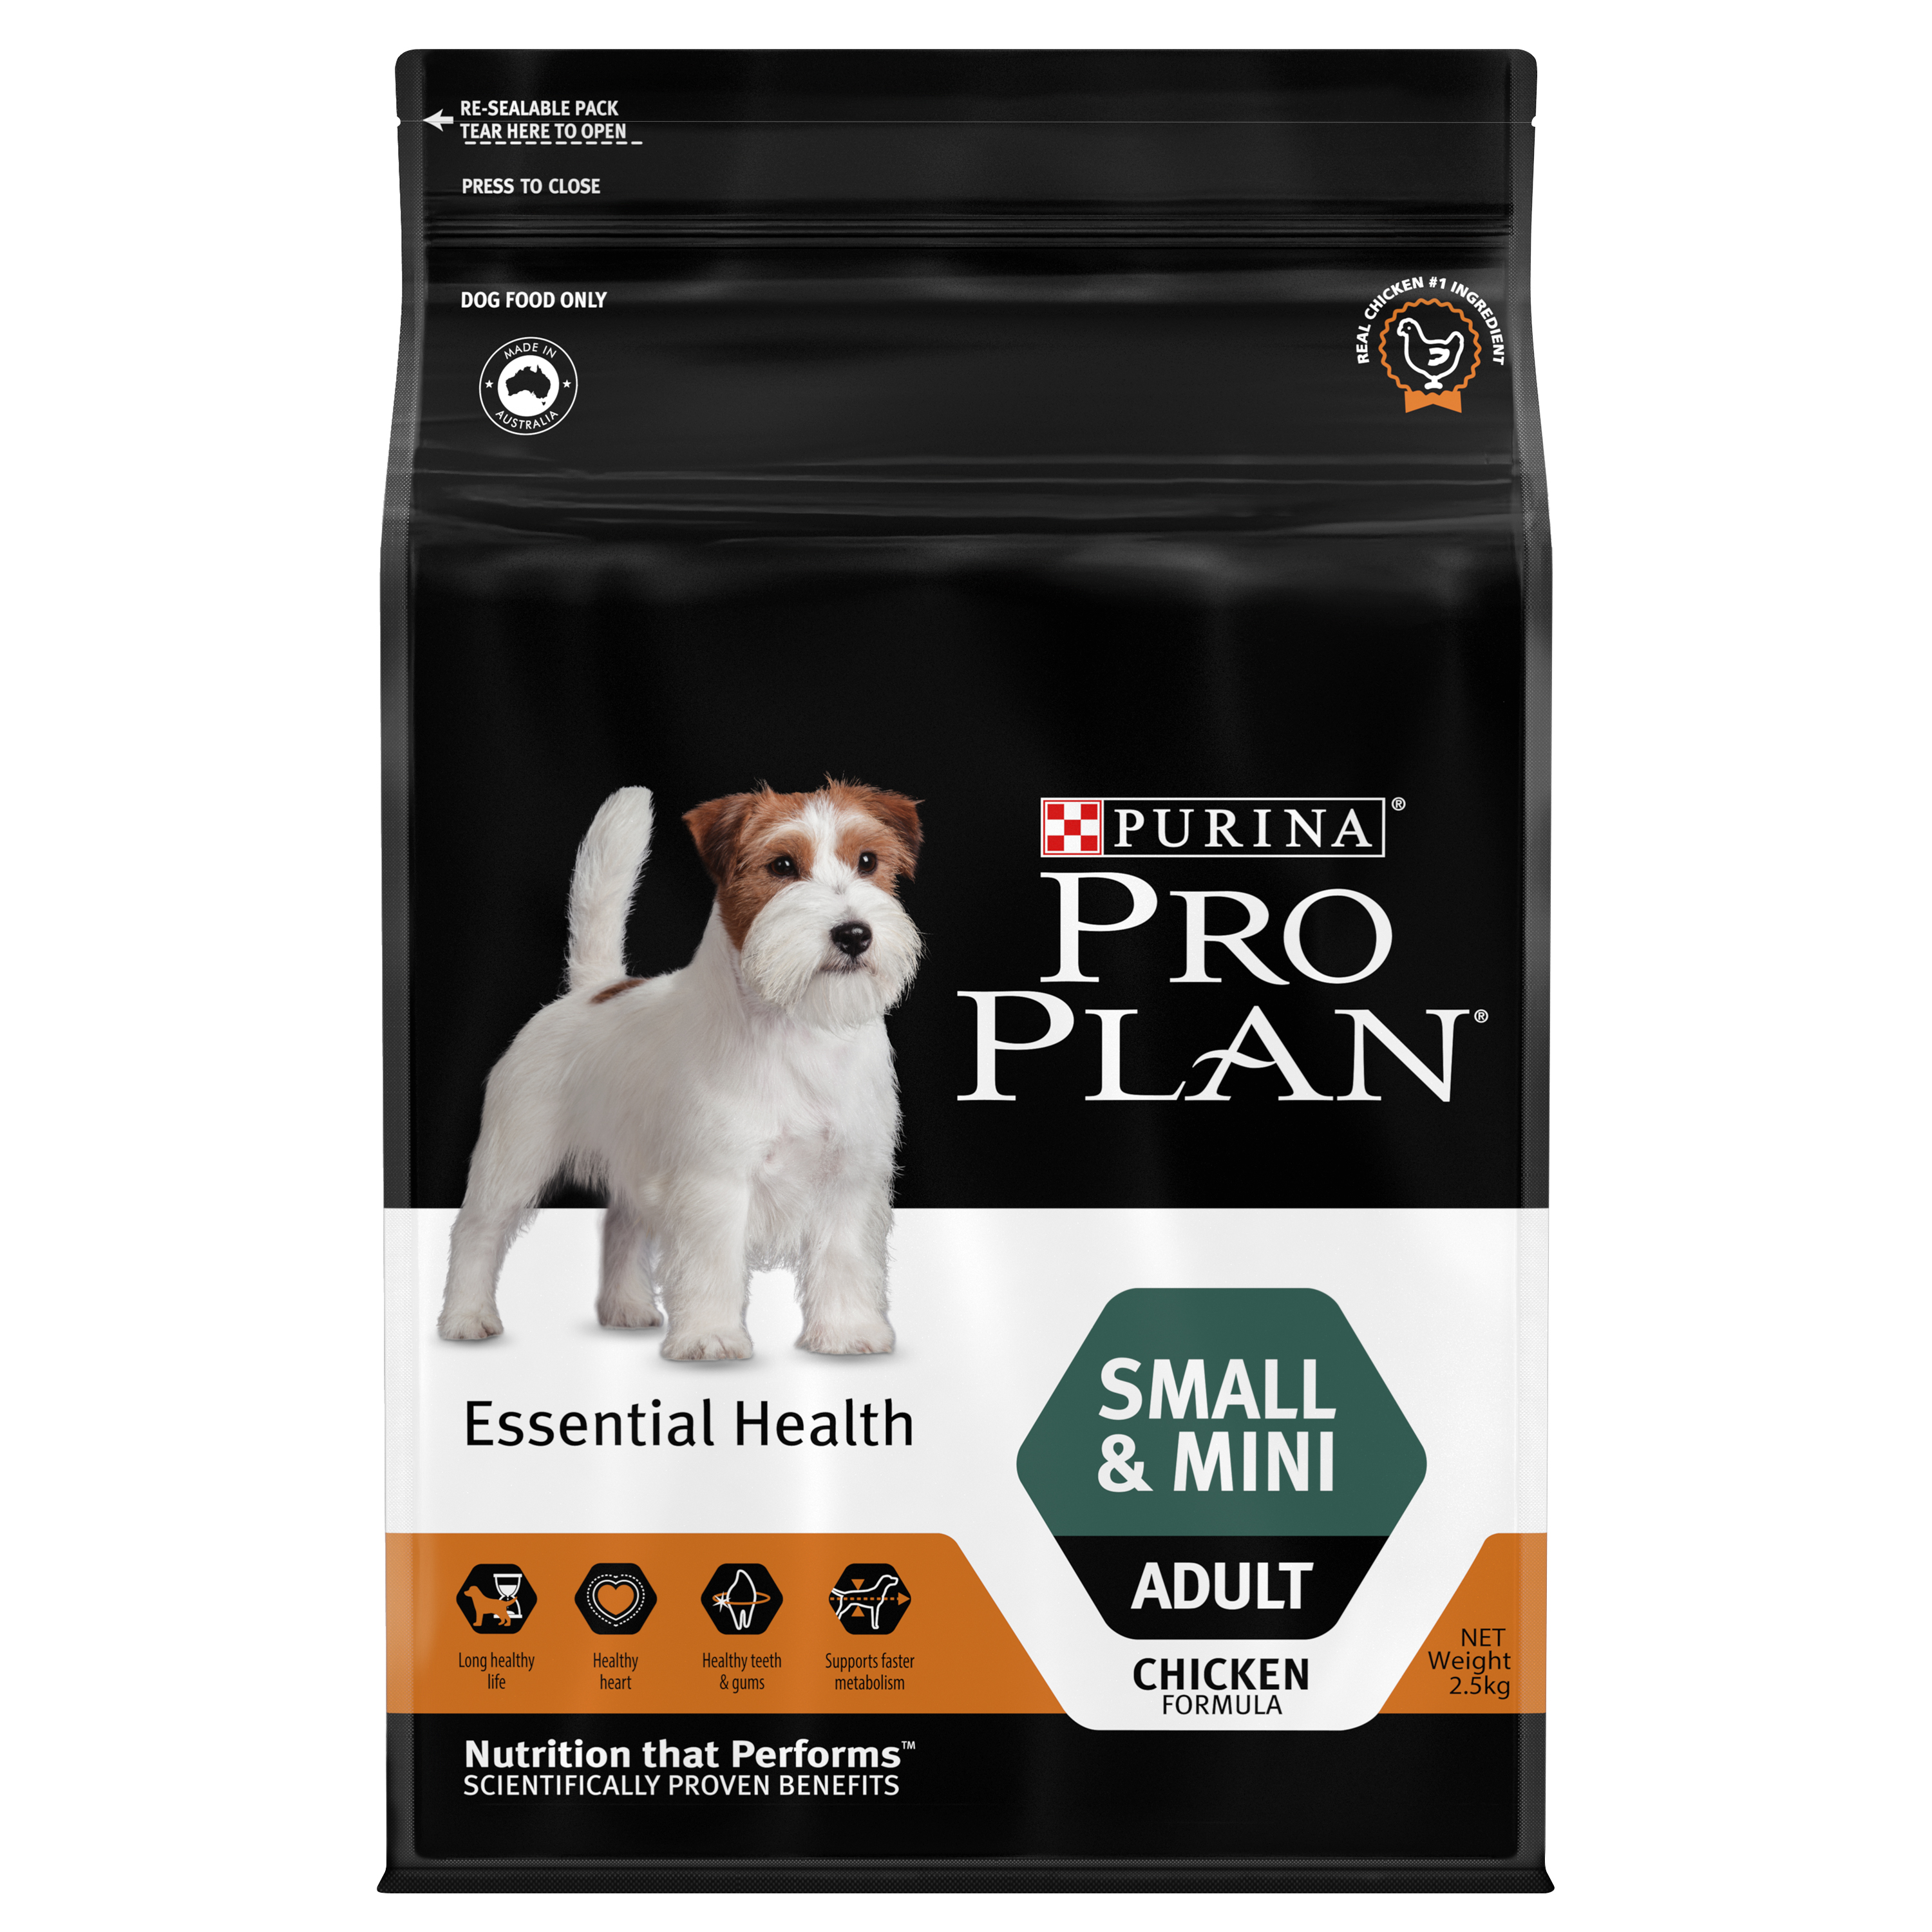 RE-SEALABLE PACK
TEAR HERE TO OPEN
PRESS TO CLOSE
DOG FOOD ONLY
MADE IN
AUSTRALIA
REAL CHICKEN #1 INGREDIENT
PURINA®
PRO
PLAN®
Essential Health
SMALL
& MINI
ADULT
CHICKEN
FORMULA
Long healthy
life
Healthy
heart
Healthy teeth
& gums
Supports faster
metabolism
NET
Weight
2.5kg
Nutrition that Performs™
SCIENTIFICALLY PROVEN BENEFITS